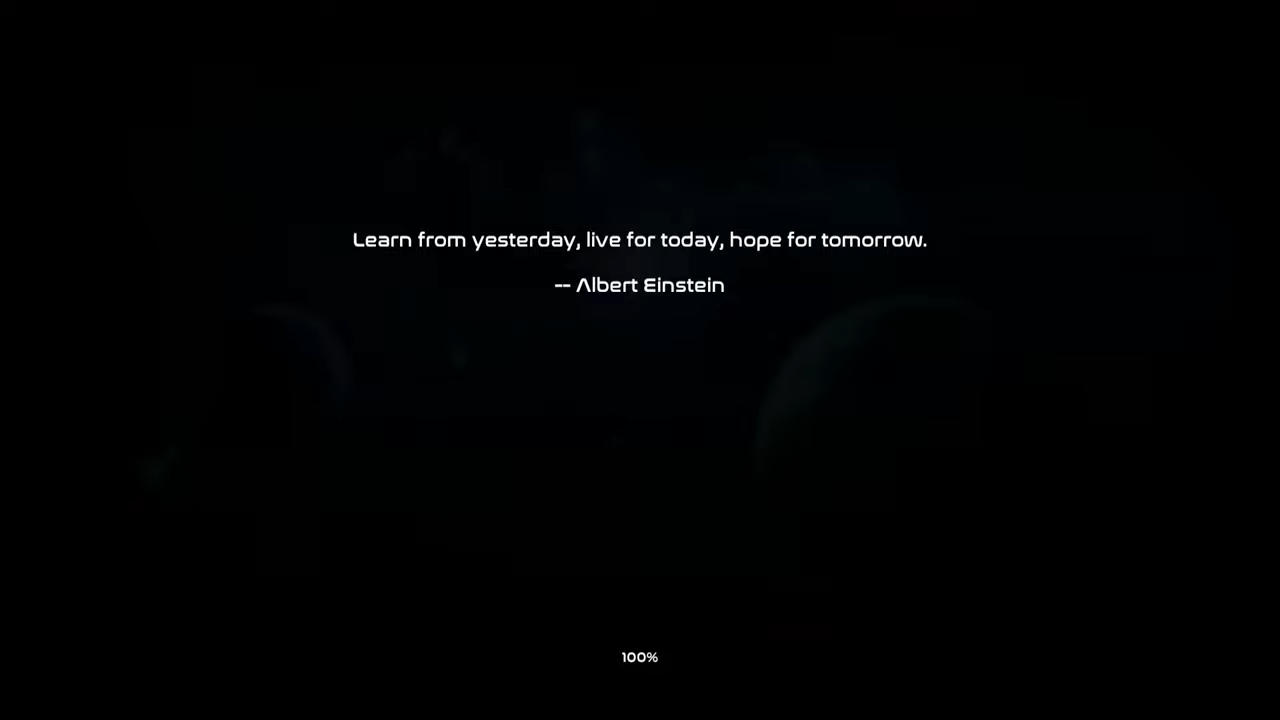 Learn from yesterday, live for today, hope for tomorrow.
-- Albert Einstein
100%